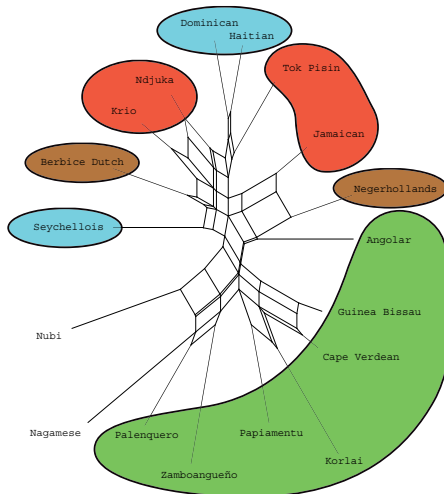 Dominican
Haitian
Tok Pisin
Ndjuka
Krio
Jamaican
Berbice Dutch
Negerhollands
Seychellois
Angolar
Guinea Bissau
Nubi
Cape Verdean
Nagamese
Palenquero
Papiamentu
Korlai
Zamboangueño